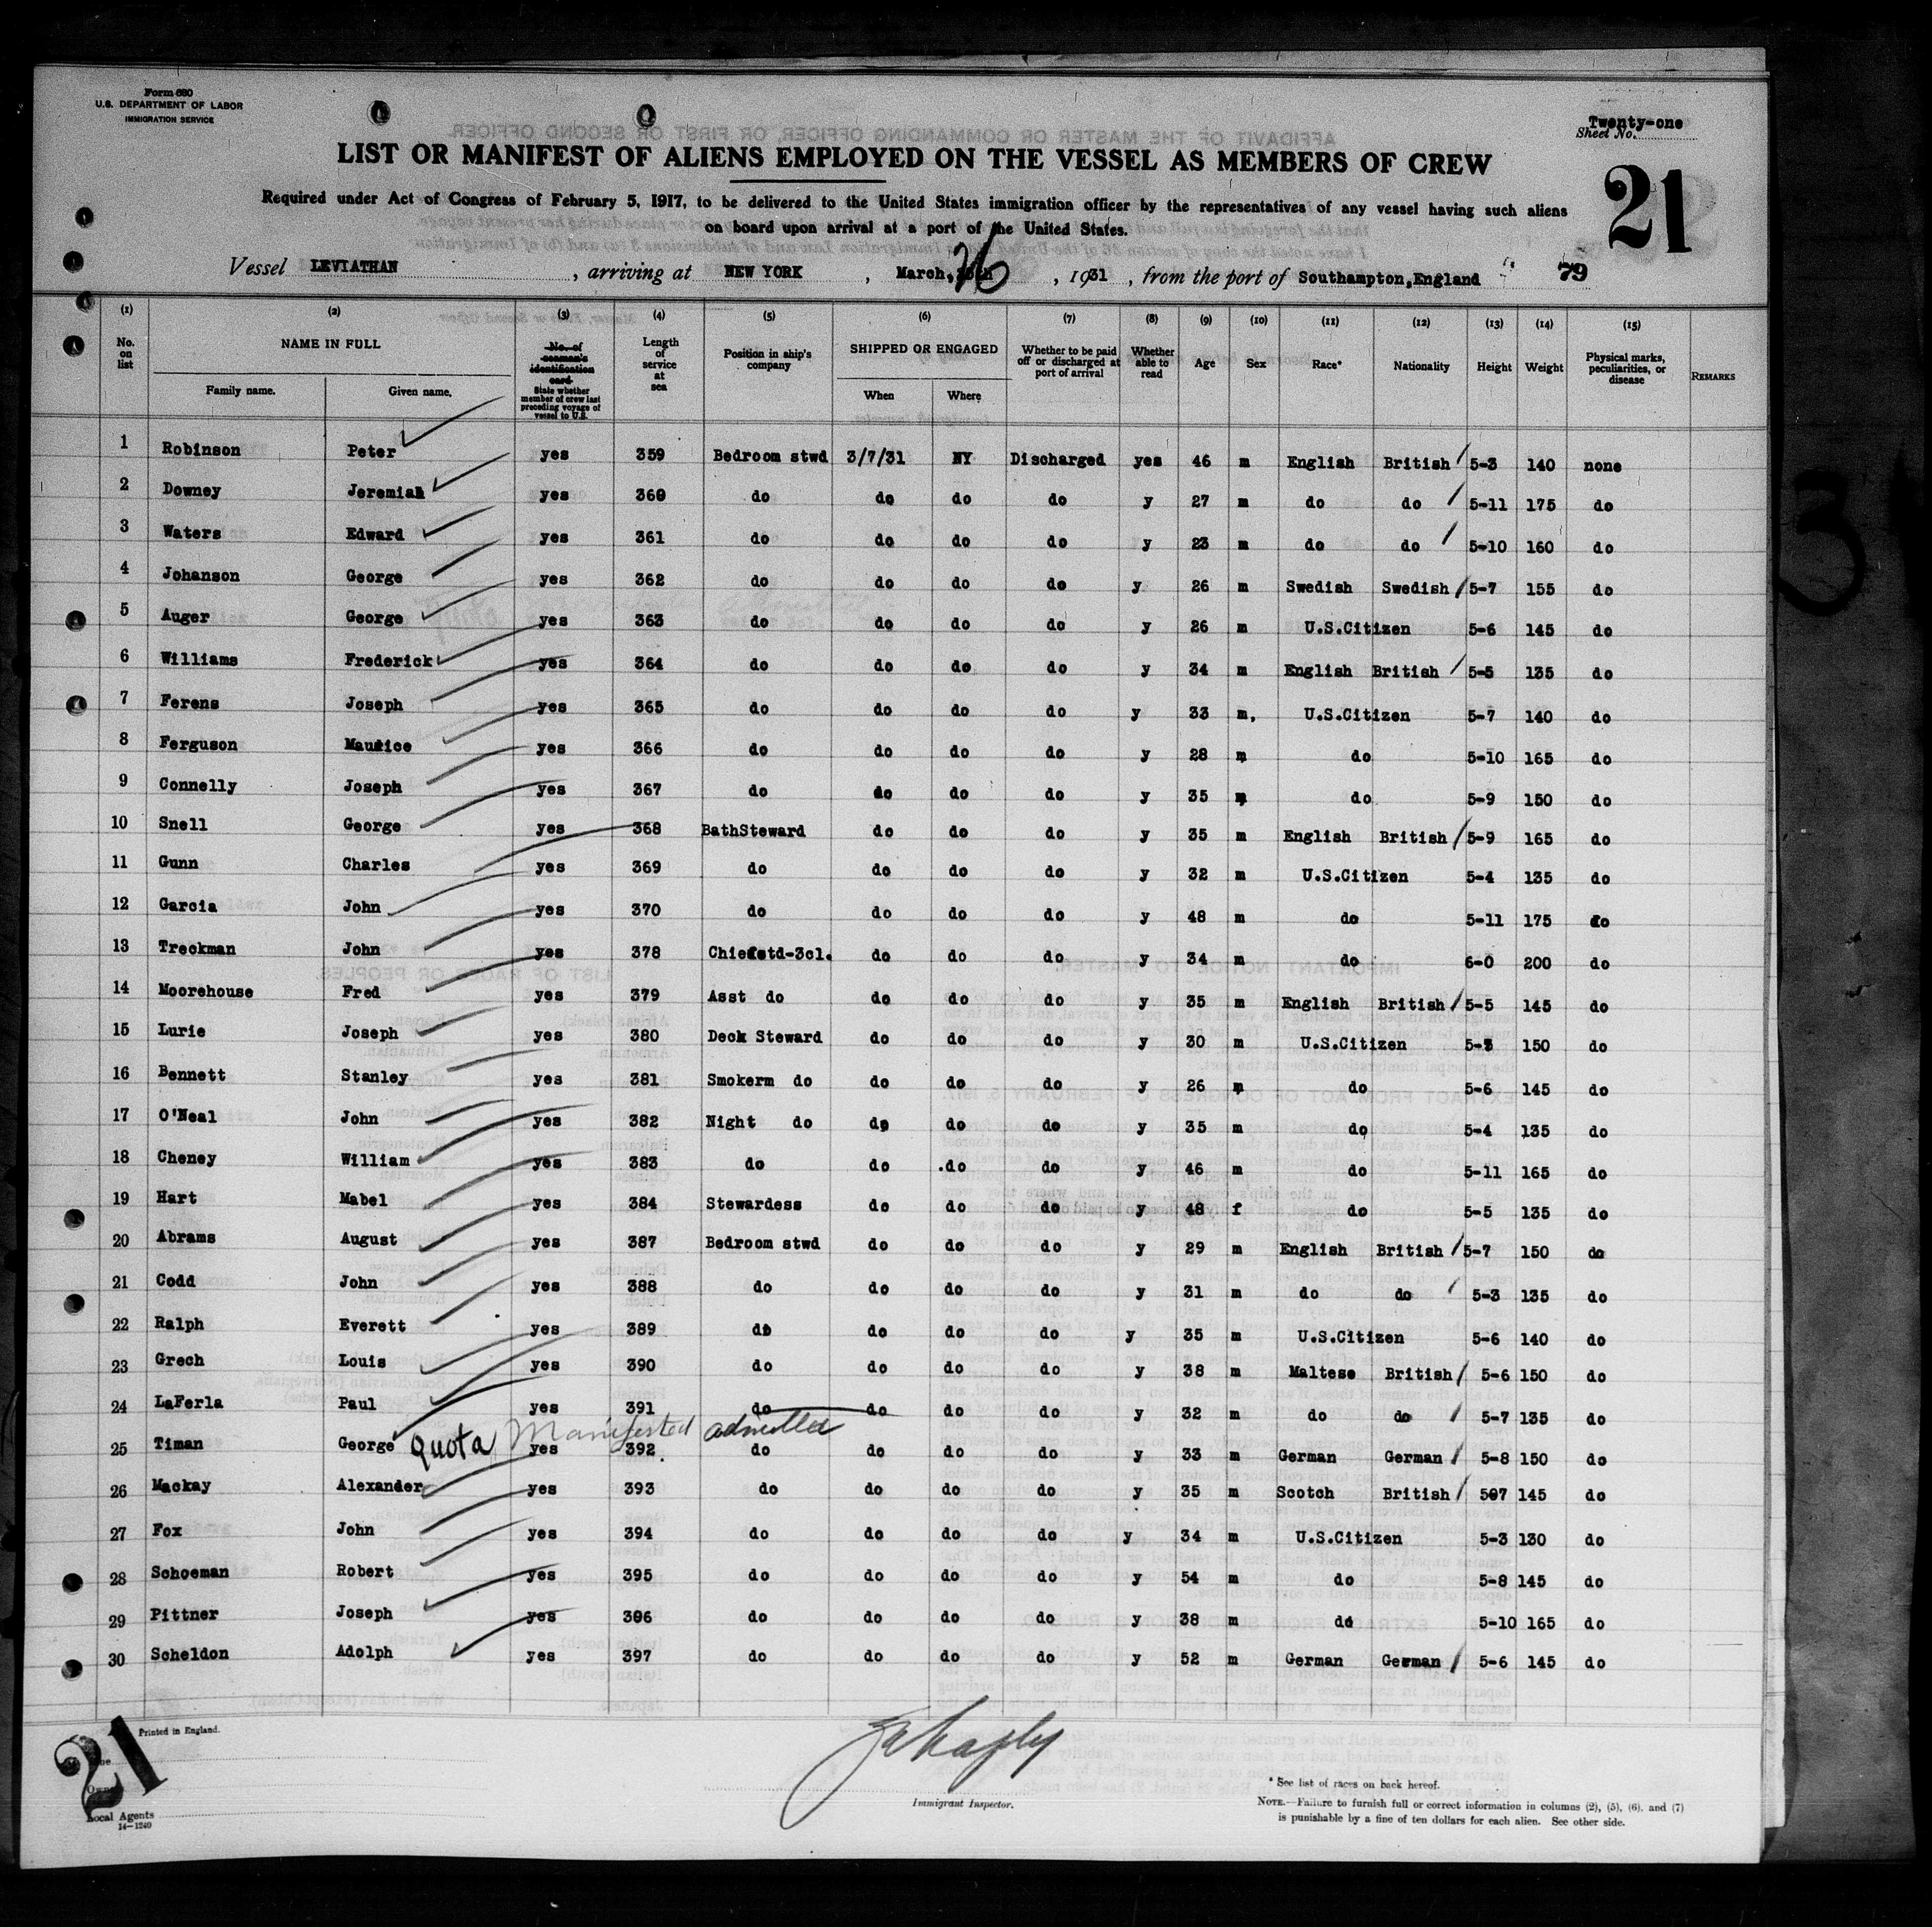 Form 680
U.S. DEPARTMENT OF LABOR
IMMIGRATION SERVICE
Twenty-one
Sheet No.
LIST OR MANIFEST OF ALIENS EMPLOYED ON THE VESSEL AS MEMBERS OF CREW
21
Required under Act of Congress of February 5, 1917, to be delivered to the United States immigration officer by the representatives of any vessel having such aliens
on board upon arrival at a port of the United States.
Vessel LEVIATHAN, arriving at NEW YORK, March, 26, 1931, from the port of Southampton,England 79
(1) (2) (3) (4) (5) (6) (7) (8) (9) (10) (11) (12) (13) (14) (15)
No. on list NAME IN FULL Family name. Given name. No. of seaman's identification card State whether member of crew last preceding voyage of vessel to U.S. Length of service at sea Position in ship's company SHIPPED OR ENGAGED When Where Whether to be paid off or discharged at port of arrival Whether able to read Age Sex Race* Nationality Height Weight Physical marks, peculiarities, or disease REMARKS
1 Robinson Peter yes 359 Bedroom stwd 3/7/31 NY Discharged yes 46 m English British 5-3 140 none
2 Downey Jeremiah yes 360 do do do do y 27 m do do 5-11 175 do
3 Waters Edward yes 361 do do do do y 23 m do do 5-10 160 do
4 Johanson George yes 362 do do do do y 26 m Swedish Swedish 5-7 155 do
5 Auger George yes 363 do do do do y 26 m U.S.Citizen 5-6 145 do
6 Williams Frederick yes 364 do do do do y 34 m English British 5-5 135 do
7 Ferens Joseph yes 365 do do do do y 33 m, U.S.Citizen 5-7 140 do
8 Ferguson Maurice yes 366 do do do do y 28 m do 5-10 165 do
9 Connelly Joseph yes 367 do do do do y 35 m do 5-9 150 do
10 Snell George yes 368 BathSteward do do do y 35 m English British 5-9 165 do
11 Gunn Charles yes 369 do do do do y 32 m U.S.Citizen 5-4 135 do
12 Garcia John yes 370 do do do do y 48 m do 5-11 175 do
13 Treckman John yes 378 Chiefstd-3cl. do do do y 34 m do 6-0 200 do
14 Moorehouse Fred yes 379 Asst do do do do y 35 m English British 5-5 145 do
15 Lurie Joseph yes 380 Deck Steward do do do y 30 m U.S.Citizen 150 do
16 Bennett Stanley yes 381 Smokerm do do do do y 26 m do 5-6 145 do
17 O'Neal John yes 382 Night do do do do y 35 m do 5-4 135 do
18 Cheney William yes 383 do do do do y 46 m do 5-11 165 do
19 Hart Mabel yes 384 Stewardess do do do y 48 f do 5-5 135 do
20 Abrams August yes 387 Bedroom stwd do do do y 29 m English British 5-7 150 do
21 Codd John yes 388 do do do do y 31 m do do 5-3 135 do
22 Ralph Everett yes 389 do do do do y 35 m U.S.Citizen 5-6 140 do
23 Grech Louis yes 390 do do do do y 38 m Maltese British 5-6 150 do
24 LaFerla Paul yes 391 do do do do y 32 m do do 5-7 135 do
quota Manifested admitted
25 Timan George yes 392 do do do do y 33 m German German 5-8 150 do
26 Mackay Alexander yes 393 do do do do y 35 m Scotch British 507 145 do
27 Fox John yes 394 do do do do y 34 m U.S.Citizen 5-3 130 do
28 Schoeman Robert yes 395 do do do do y 54 m do 5-8 145 do
29 Pittner Joseph yes 396 do do do do y 38 m do 5-10 165 do
30 Scheldon Adolph yes 397 do do do do y 52 m German German 5-6 145 do
21
Printed in England.
Local Agents
14-1240
Immigrant Inspector.
* See list of races on back hereof.
NOTE.—Failure to furnish full or correct information in columns (2), (5), (6), and (7)
is punishable by a fine of ten dollars for each alien. See other side.
3